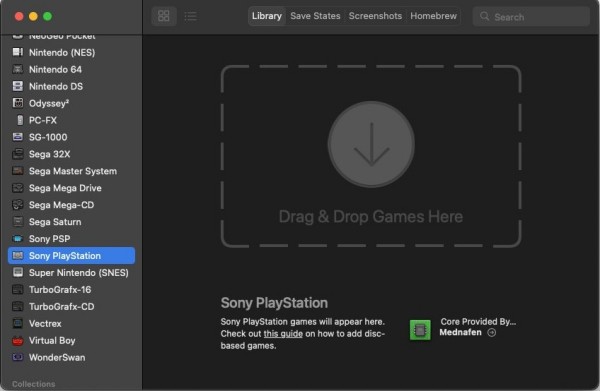 Library
Save States
Screenshots
Homebrew
Search
NeoGeo Pocket
Nintendo (NES)
Nintendo 64
Nintendo DS
Odyssey²
PC-FX
SG-1000
Sega 32X
Sega Master System
Sega Mega Drive
Sega Mega-CD
Sega Saturn
Sony PSP
Sony PlayStation
Super Nintendo (SNES)
TurboGrafx-16
TurboGrafx-CD
Vectrex
Virtual Boy
WonderSwan
Collections
Drag & Drop Games Here
Sony PlayStation
Sony PlayStation games will appear here.
Check out this guide on how to add disc-
based games.
Core Provided By...
Mednafen